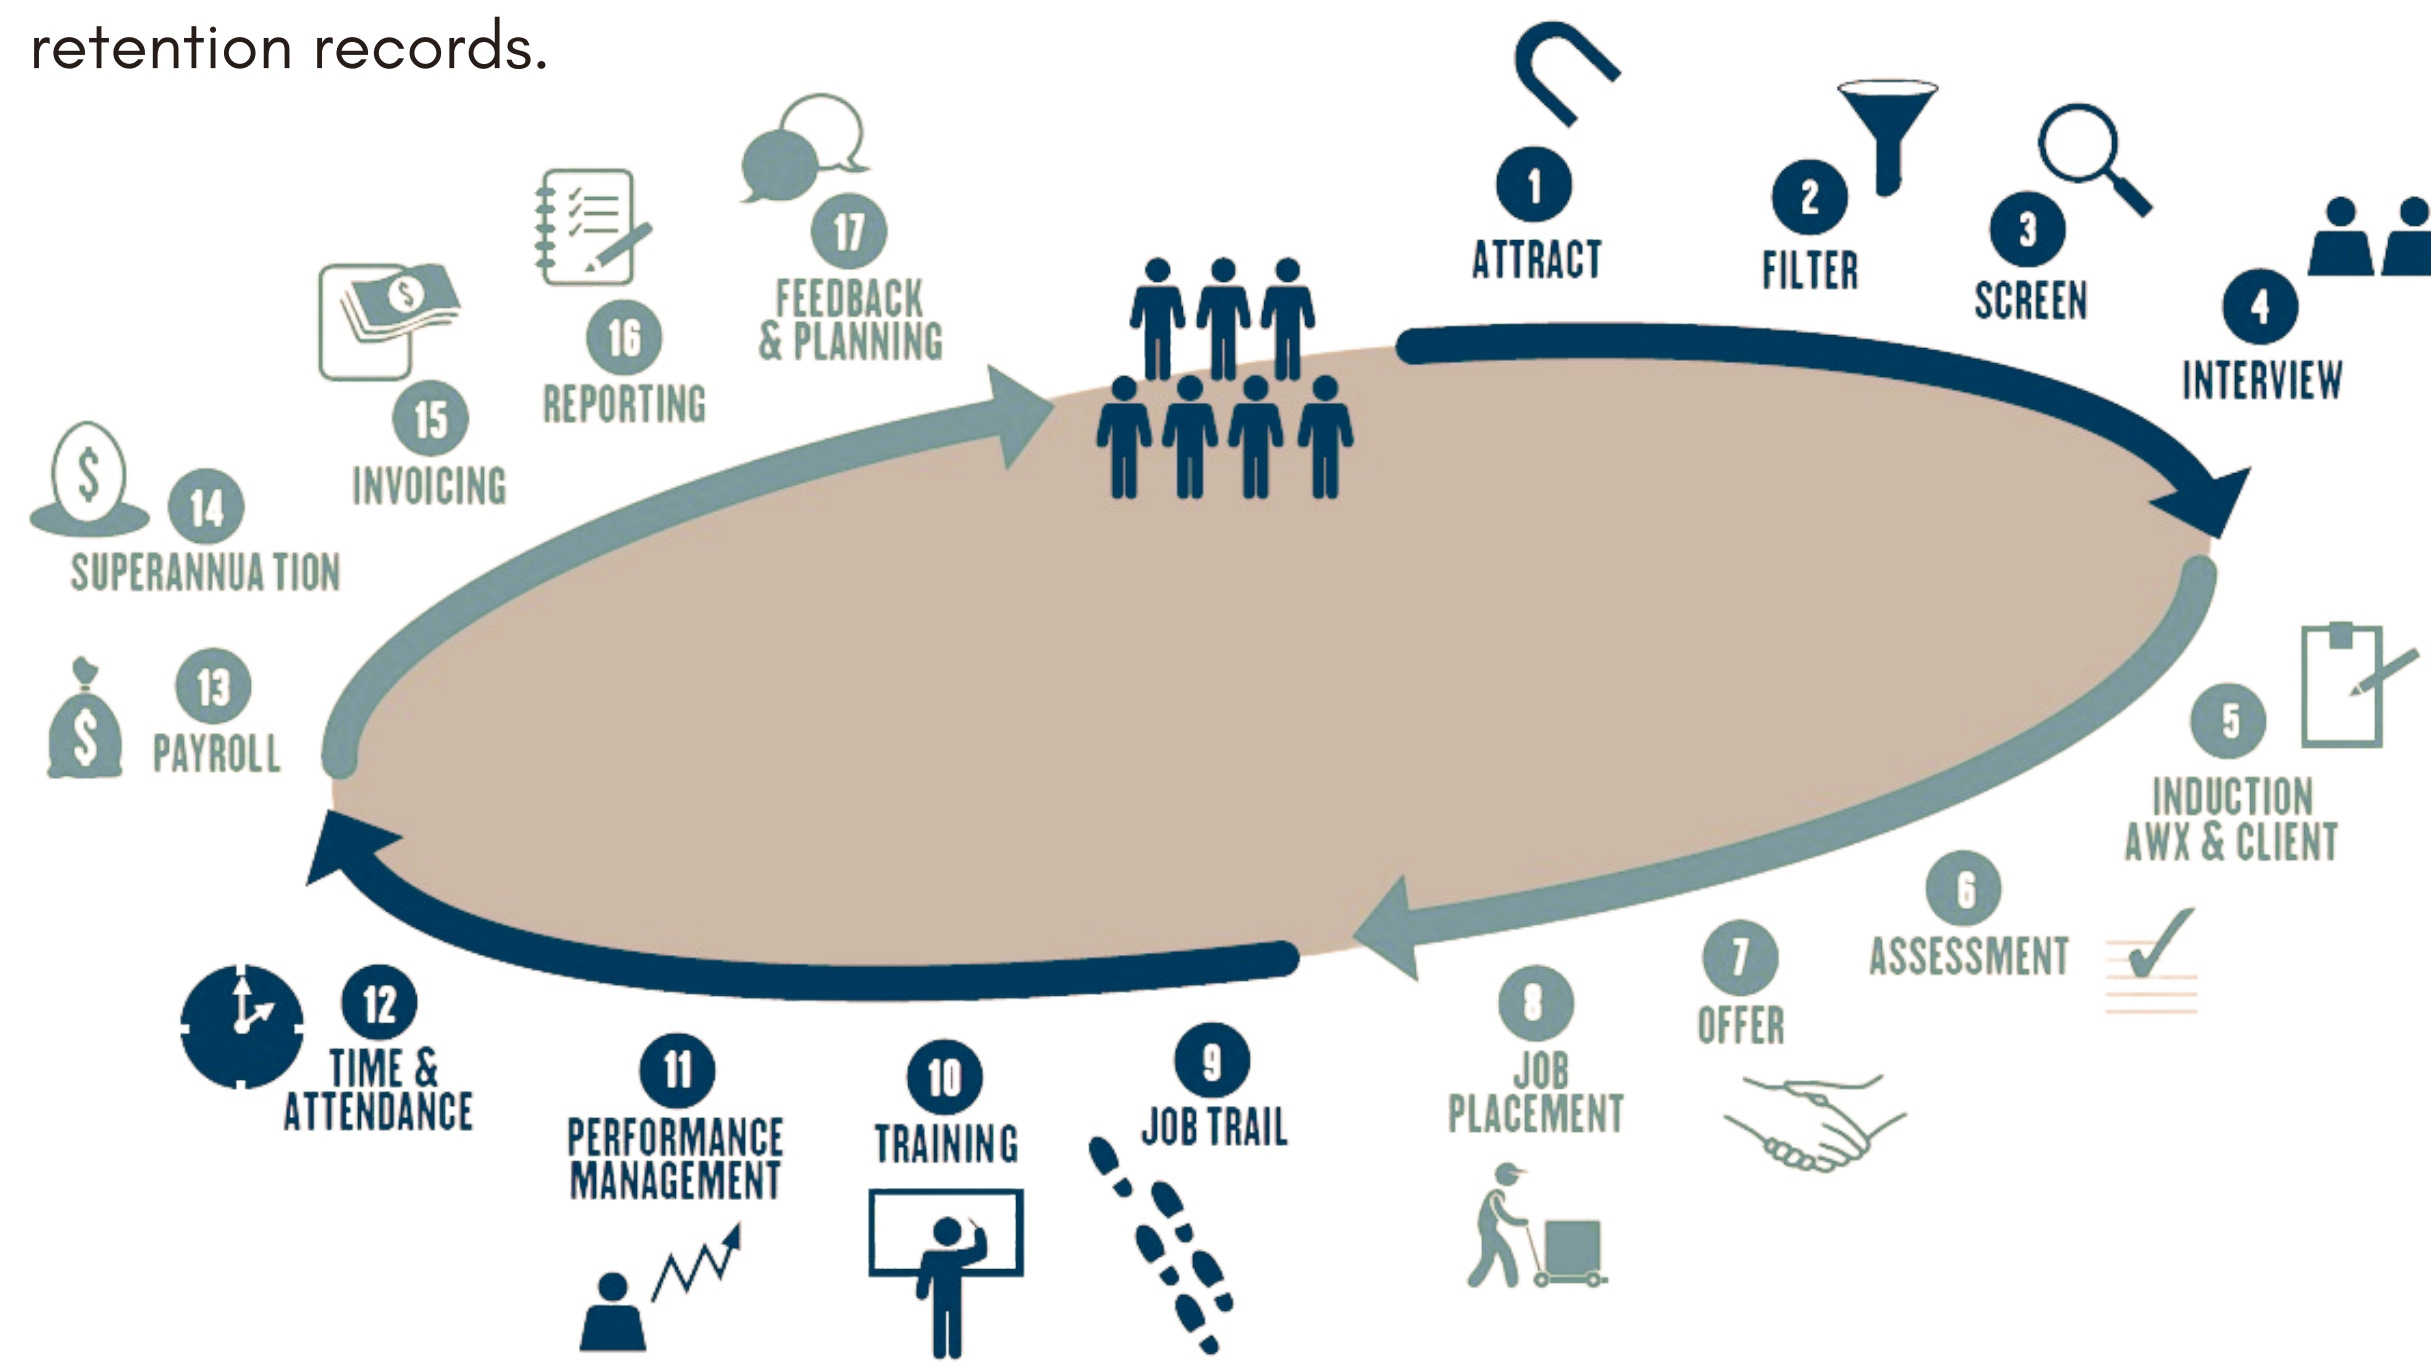 retention records.
1
ATTRACT
2
FILTER
3
SCREEN
4
INTERVIEW
5
INDUCTION
AWX & CLIENT
6
ASSESSMENT
7
OFFER
8
JOB
PLACEMENT
9
JOB TRAIL
10
TRAINING
11
PERFORMANCE
MANAGEMENT
12
TIME &
ATTENDANCE
13
PAYROLL
$
14
SUPERANNUA TION
$
15
INVOICING
$
16
REPORTING
17
FEEDBACK
& PLANNING